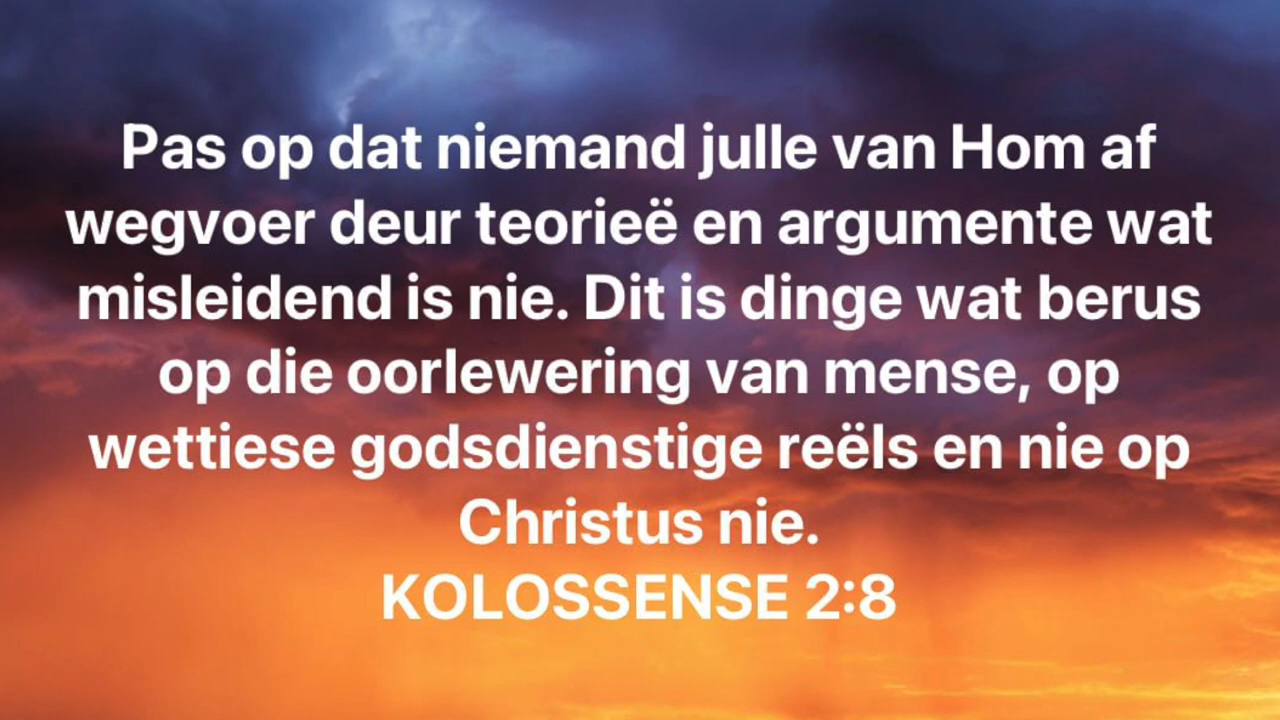 Pas op dat niemand julle van Hom af
wegvoer deur teorieë en argumente wat
misleidend is nie. Dit is dinge wat berus
op die oorlewering van mense, op
wettiese godsdienstige reëls en nie op
Christus nie.
KOLOSSENSE 2:8